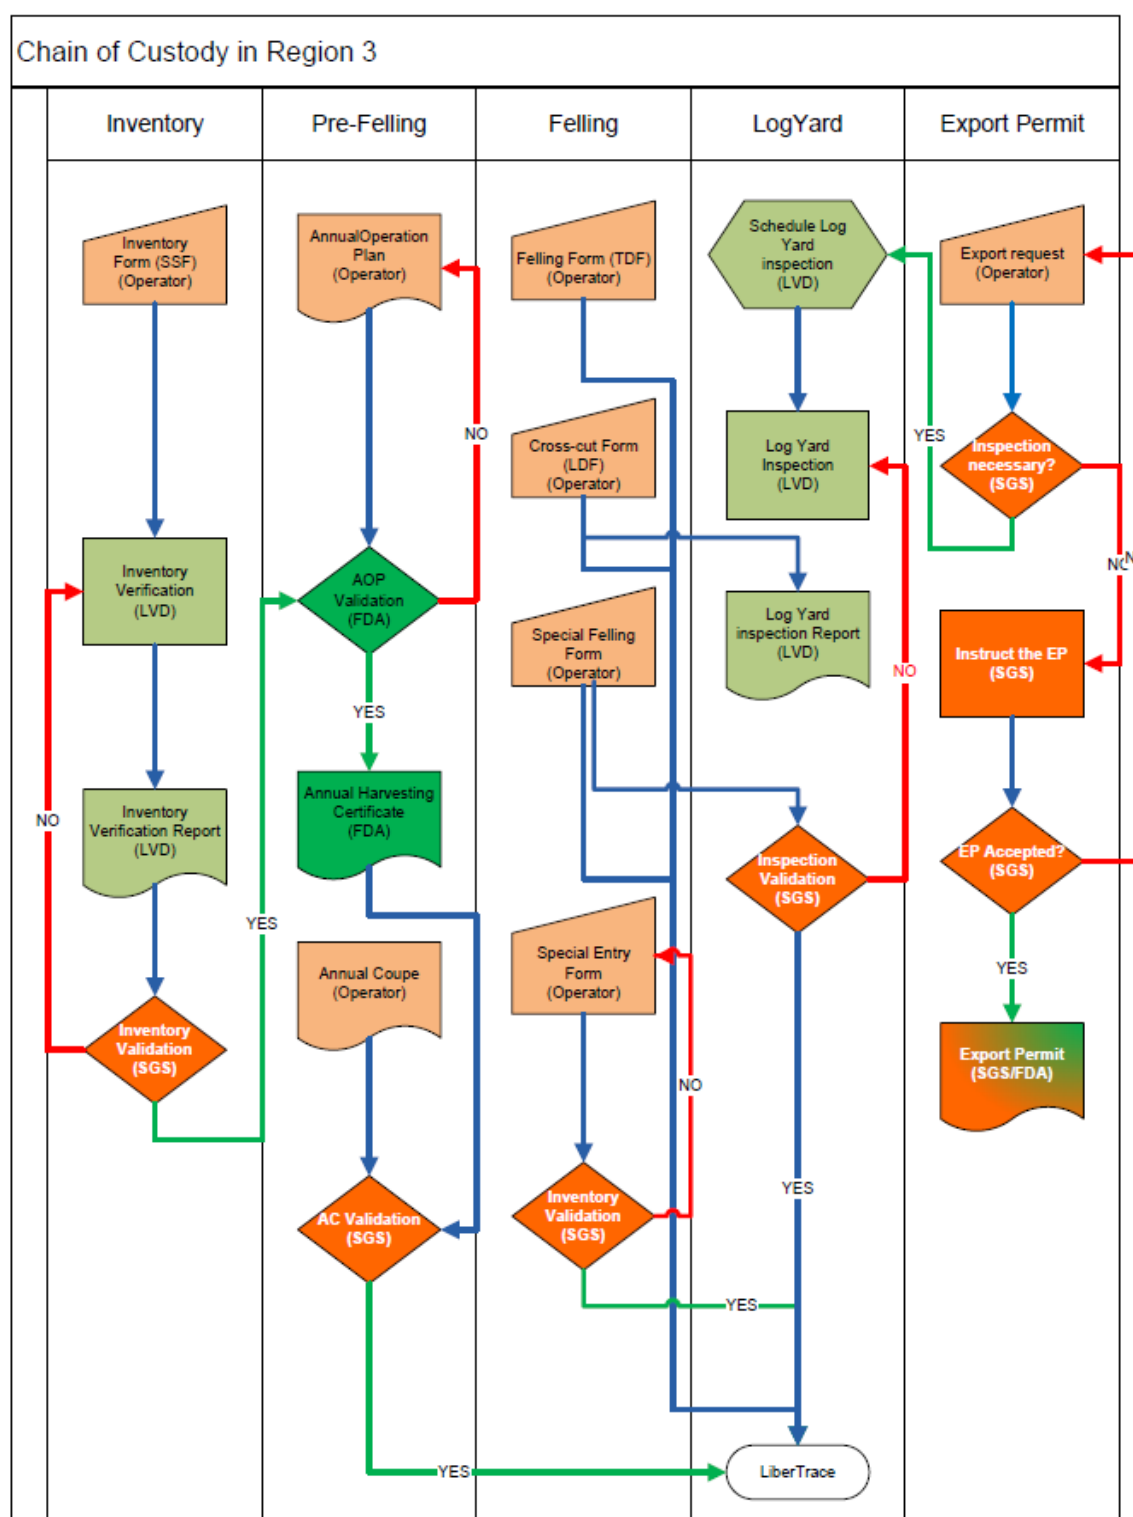 Chain of Custody in Region 3
Inventory
Pre-Felling
Felling
LogYard
Export Permit
Inventory
Form (SSF)
(Operator)
Inventory
Verification
(LVD)
Inventory
Verification Report
(LVD)
Inventory
Validation
(SGS)
NO
YES
AnnualOperation
Plan
(Operator)
NO
AOP
Validation
(FDA)
YES
Annual Harvesting
Certificate
(FDA)
Annual Coupe
(Operator)
AC Validation
(SGS)
YES
Felling Form (TDF)
(Operator)
Cross-cut Form
(LDF)
(Operator)
Special Felling
Form
(Operator)
Special Entry
Form
(Operator)
NO
Inventory
Validation
(SGS)
YES
Schedule Log
Yard
inspection
(LVD)
Log Yard
Inspection
(LVD)
Log Yard
inspection Report
(LVD)
NO
Inspection
Validation
(SGS)
YES
LiberTrace
Export request
(Operator)
YES
Inspection
necessary?
(SGS)
NO
N
Instruct the EP
(SGS)
EP Accepted?
(SGS)
YES
Export Permit
(SGS/FDA)